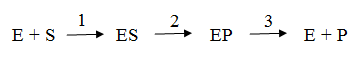 1 2 3
E + S → ES → EP → E + P